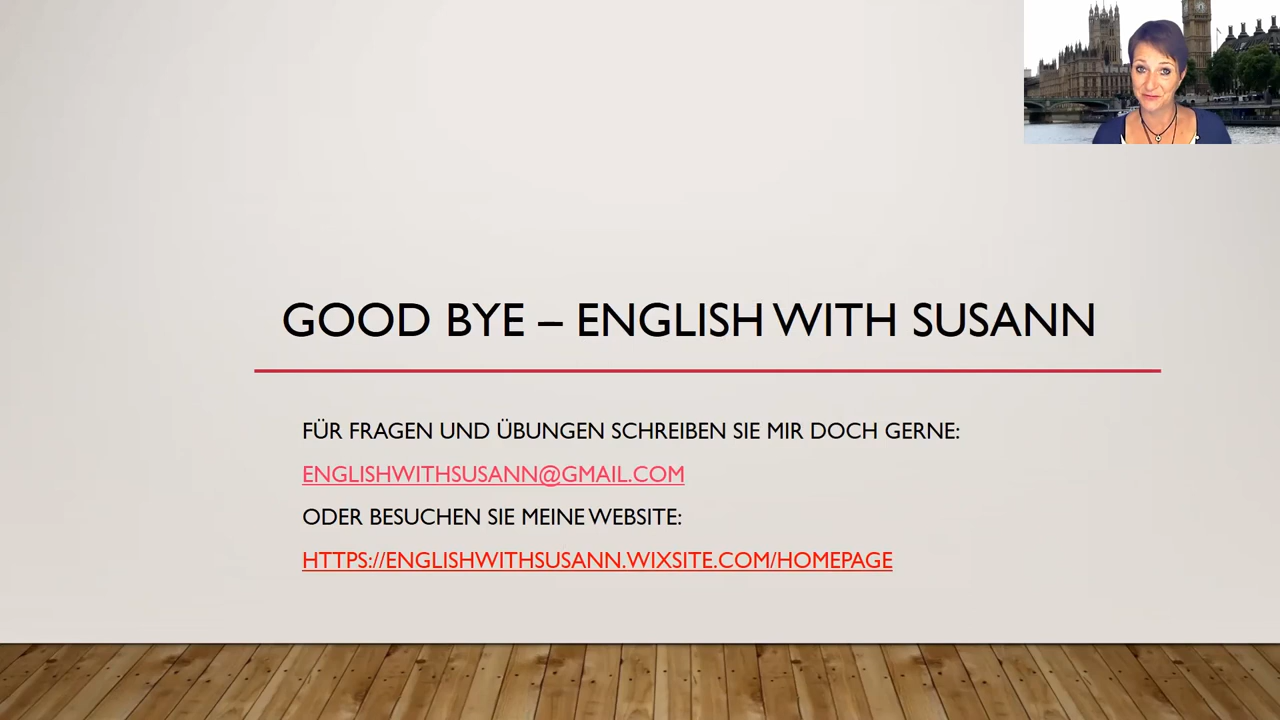 GOOD BYE – ENGLISH WITH SUSANN
FÜR FRAGEN UND ÜBUNGEN SCHREIBEN SIE MIR DOCH GERNE:
ENGLISHWITHSUSANN@GMAIL.COM
ODER BESUCHEN SIE MEINE WEBSITE:
HTTPS://ENGLISHWITHSUSANN.WIXSITE.COM/HOMEPAGE